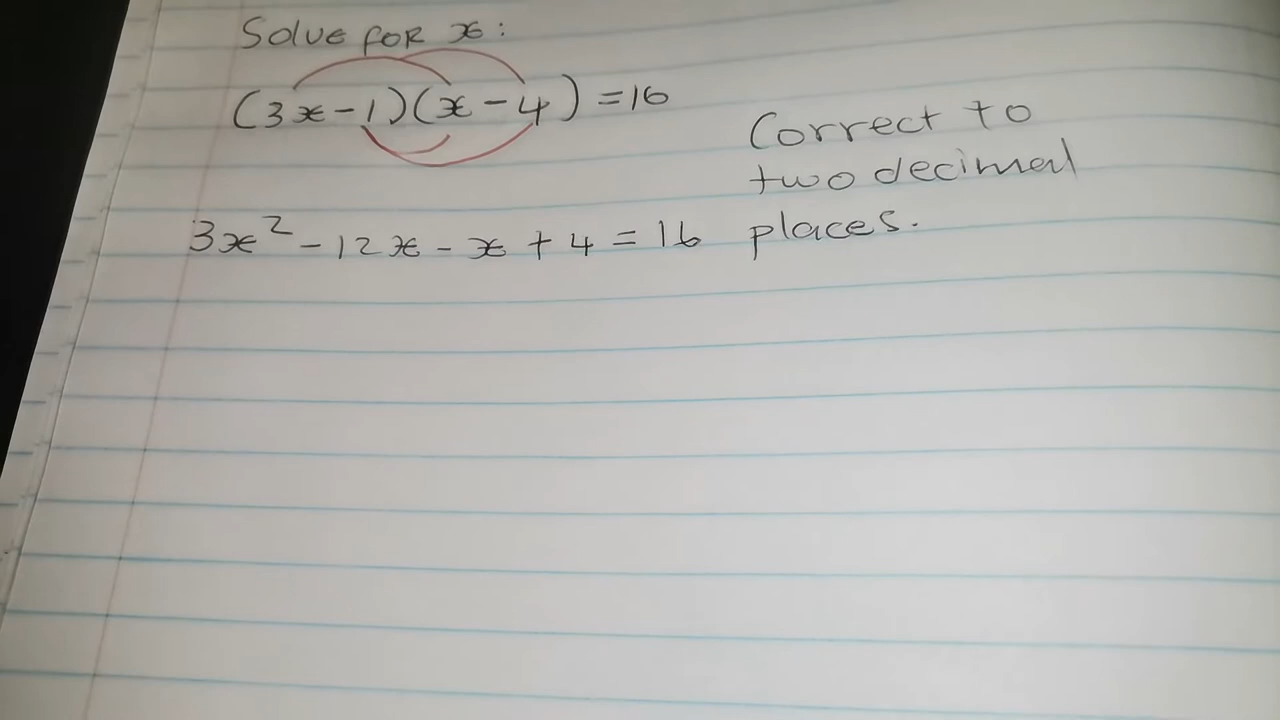 Solve for x:
(3x-1)(x-4)=16
Correct to
two decimal
places.
3x² - 12x - x + 4 = 16